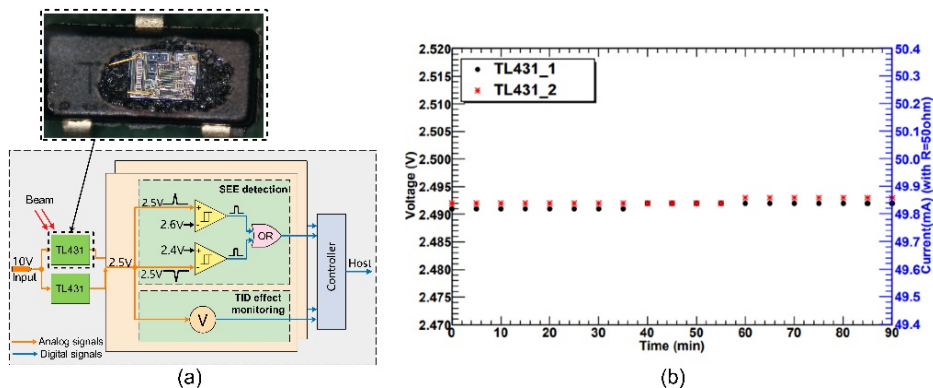 (a)
SEE detection
Beam
2.5V
2.6V
2.4V
2.5V
OR
TL431
10V
Input
TL431
2.5V
Controller
Host
TID effect
monitoring
V
Analog signals
Digital signals
(a)
(b)
2.520
2.515
2.510
2.505
2.500
2.495
2.490
2.485
2.480
2.475
2.470
Voltage (V)
TL431_1
TL431_2
50.4
50.3
50.2
50.1
50.0
49.9
49.8
49.7
49.6
49.5
49.4
Current(mA) (with R=50ohm)
0 10 20 30 40 50 60 70 80 90
Time (min)
(b)